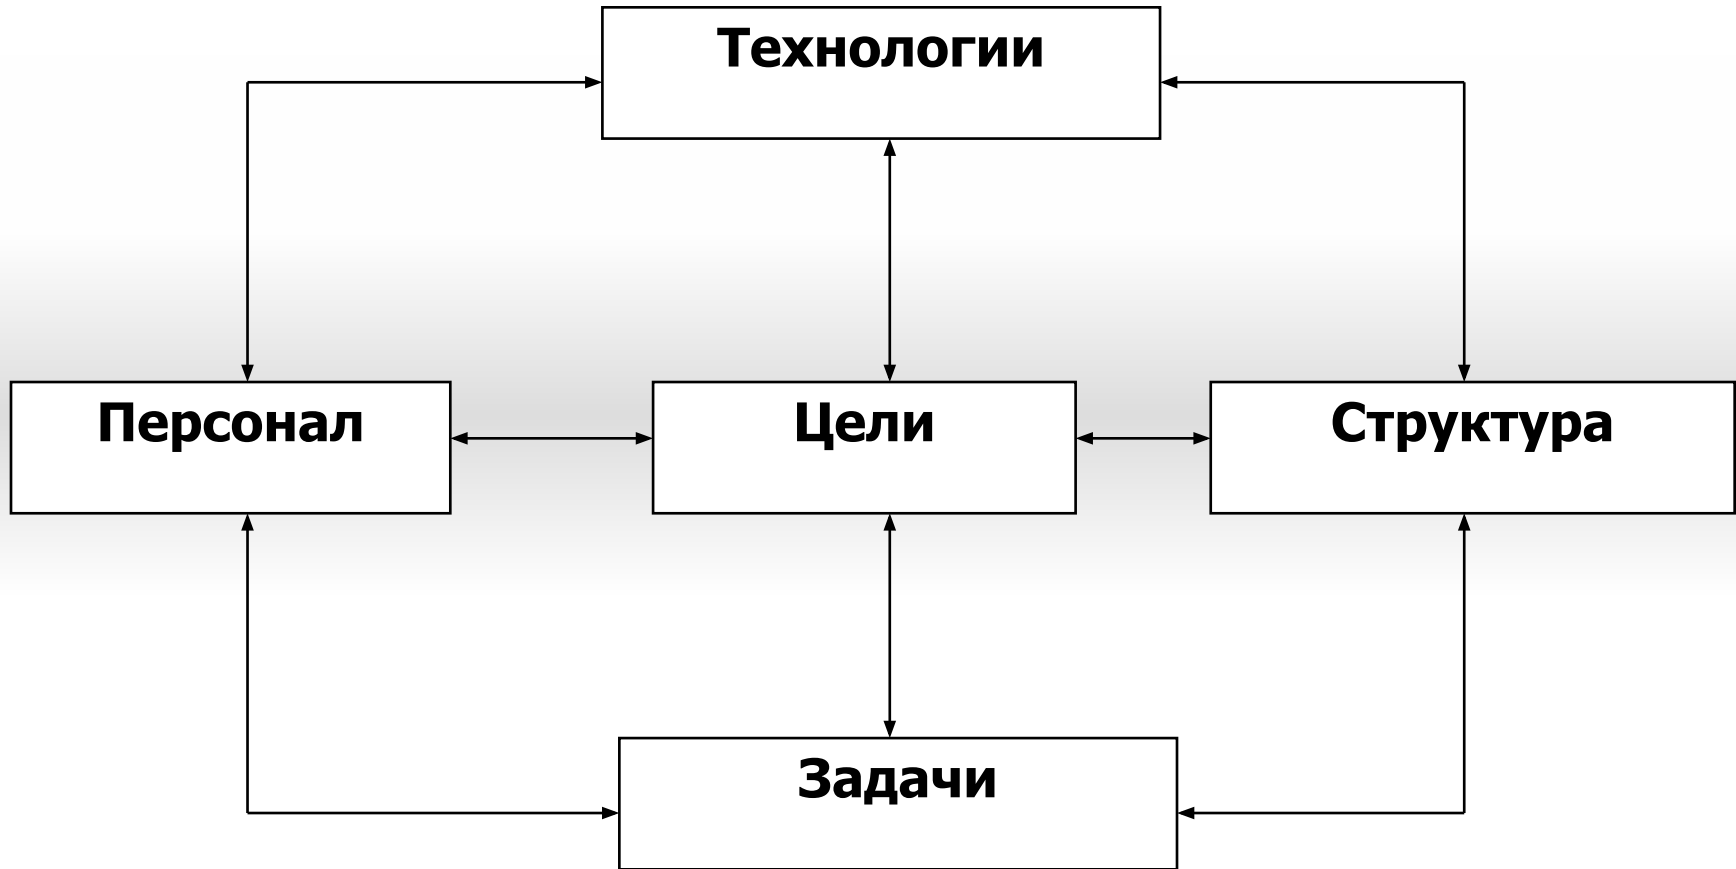 Технологии
Персонал
Цели
Структура
Задачи